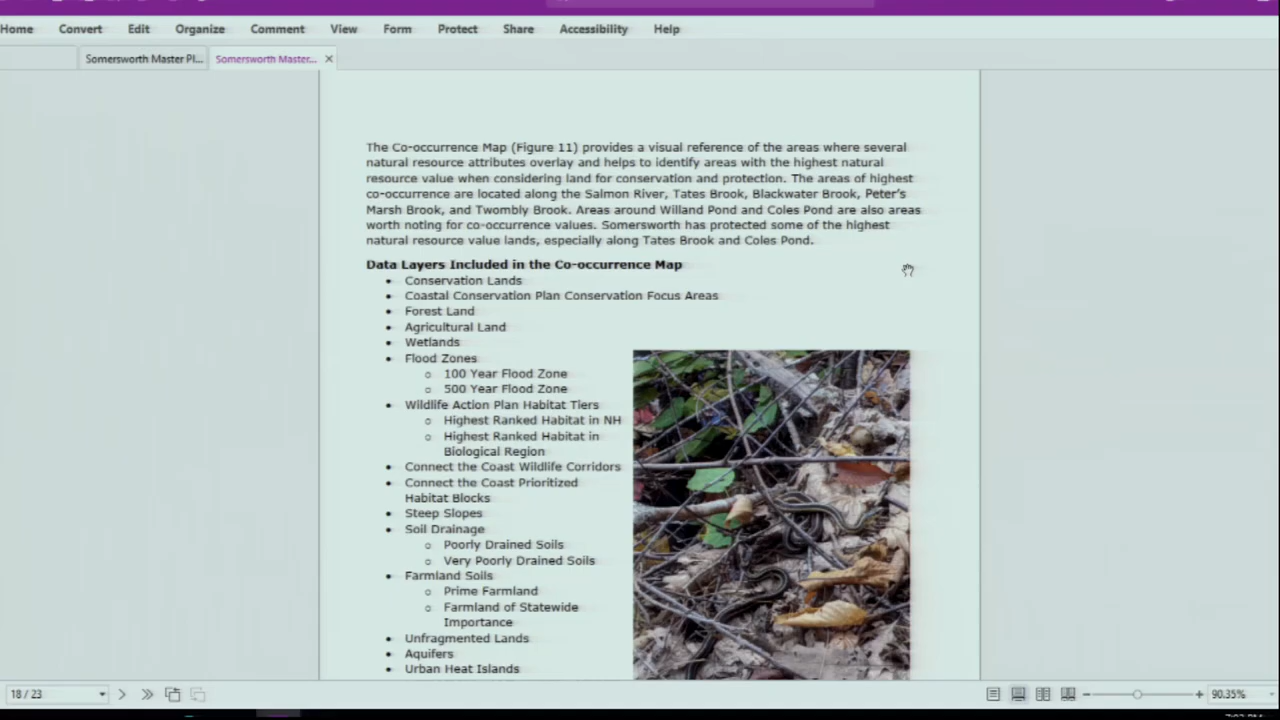 Home Convert Edit Organize Comment View Form Protect Share Accessibility Help
Somersworth Master Pl... Somersworth Master...
The Co-occurrence Map (Figure 11) provides a visual reference of the areas where several
natural resource attributes overlay and helps to identify areas with the highest natural
resource value when considering land for conservation and protection. The areas of highest
co-occurrence are located along the Salmon River, Tates Brook, Blackwater Brook, Peter's
Marsh Brook, and Twombly Brook. Areas around Willand Pond and Coles Pond are also areas
worth noting for co-occurrence values. Somersworth has protected some of the highest
natural resource value lands, especially along Tates Brook and Coles Pond.
Data Layers Included in the Co-occurrence Map
• Conservation Lands
• Coastal Conservation Plan Conservation Focus Areas
• Forest Land
• Agricultural Land
• Wetlands
• Flood Zones
o 100 Year Flood Zone
o 500 Year Flood Zone
• Wildlife Action Plan Habitat Tiers
o Highest Ranked Habitat in NH
o Highest Ranked Habitat in
Biological Region
• Connect the Coast Wildlife Corridors
• Connect the Coast Prioritized
Habitat Blocks
• Steep Slopes
• Soil Drainage
o Poorly Drained Soils
o Very Poorly Drained Soils
• Farmland Soils
o Prime Farmland
o Farmland of Statewide
Importance
• Unfragmented Lands
• Aquifers
• Urban Heat Islands
18 / 23
90.35%